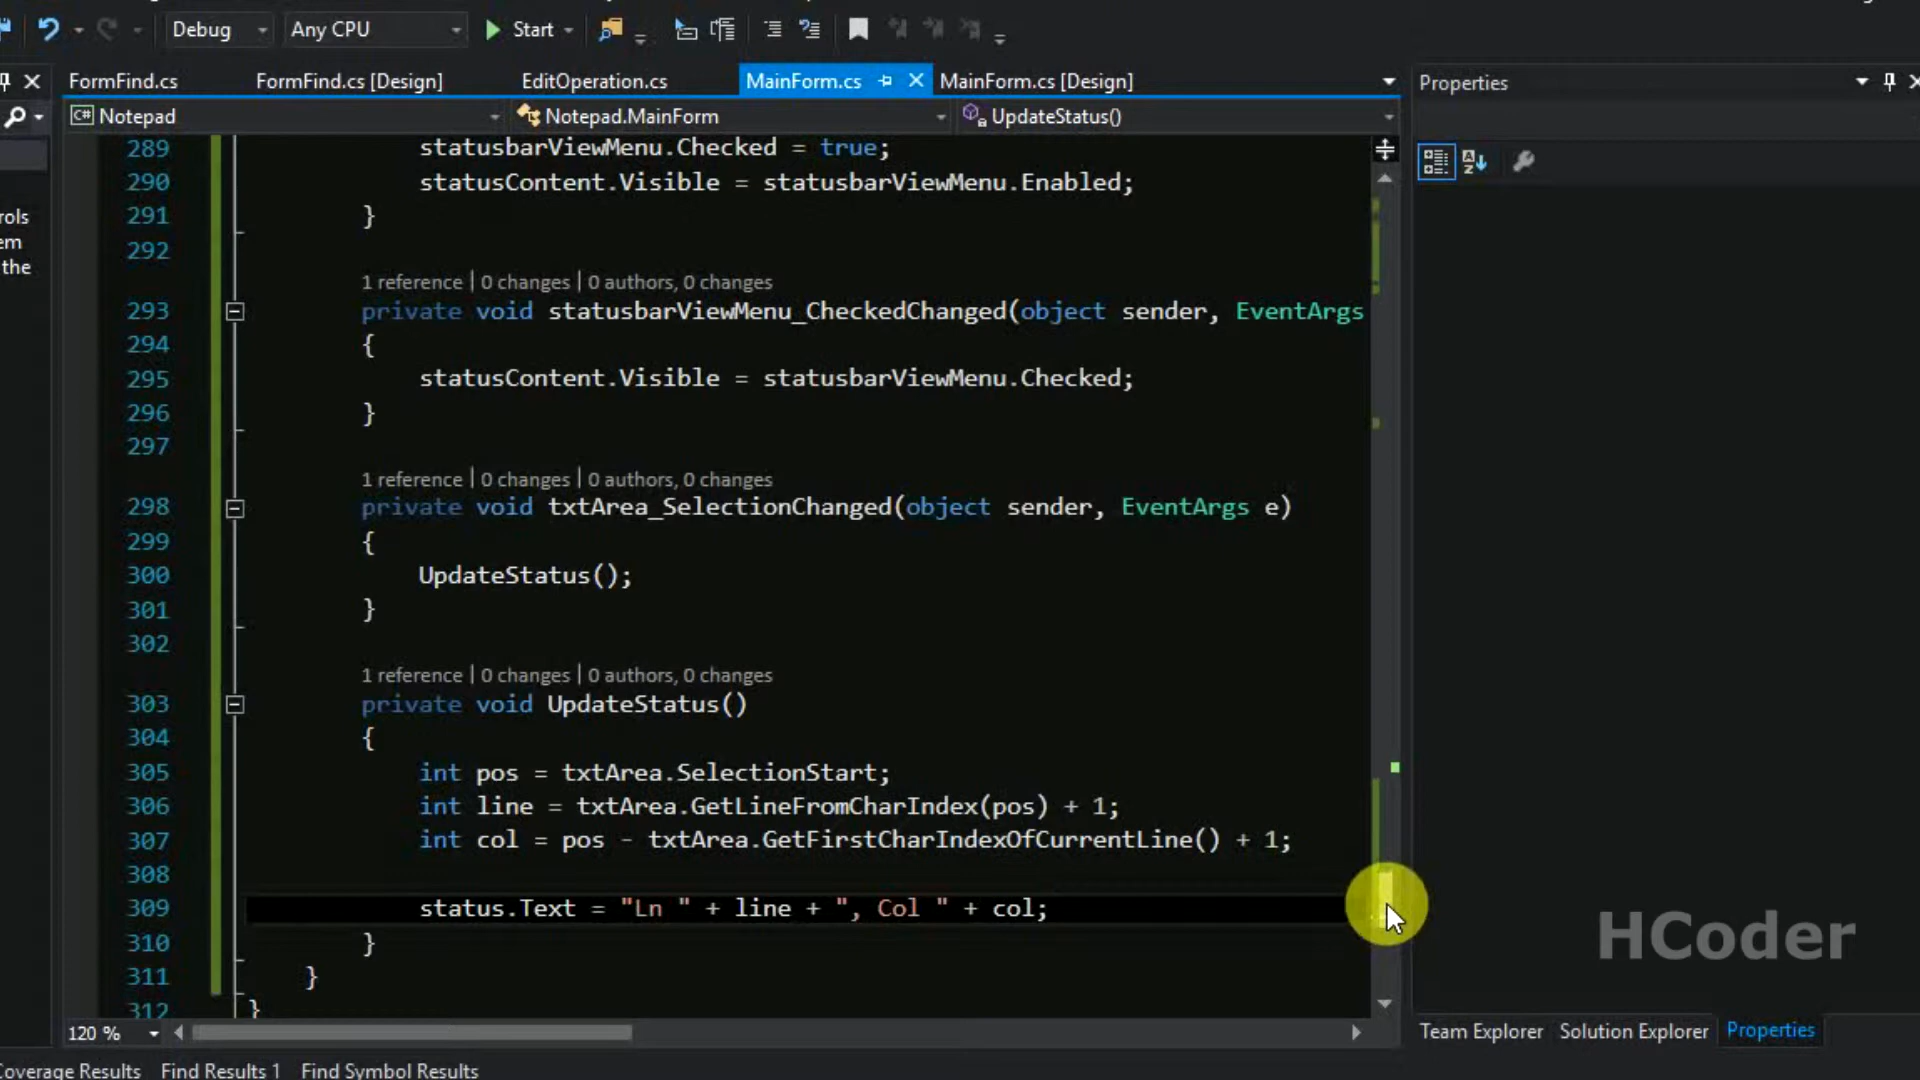 Debug Any CPU Start
FormFind.cs FormFind.cs [Design] EditOperation.cs MainForm.cs MainForm.cs [Design] Properties
C# Notepad Notepad.MainForm UpdateStatus()
289 statusbarViewMenu.Checked = true;
290 statusContent.Visible = statusbarViewMenu.Enabled;
291 }
292
1 reference | 0 changes | 0 authors, 0 changes
293 private void statusbarViewMenu_CheckedChanged(object sender, EventArgs
294 {
295 statusContent.Visible = statusbarViewMenu.Checked;
296 }
297
1 reference | 0 changes | 0 authors, 0 changes
298 private void txtArea_SelectionChanged(object sender, EventArgs e)
299 {
300 UpdateStatus();
301 }
302
1 reference | 0 changes | 0 authors, 0 changes
303 private void UpdateStatus()
304 {
305 int pos = txtArea.SelectionStart;
306 int line = txtArea.GetLineFromCharIndex(pos) + 1;
307 int col = pos - txtArea.GetFirstCharIndexOfCurrentLine() + 1;
308
309 status.Text = "Ln " + line + ", Col " + col;
310 }
311 }
312 }
rols
em
the
HCoder
120 %
Team Explorer Solution Explorer Properties
Coverage Results Find Results 1 Find Symbol Results